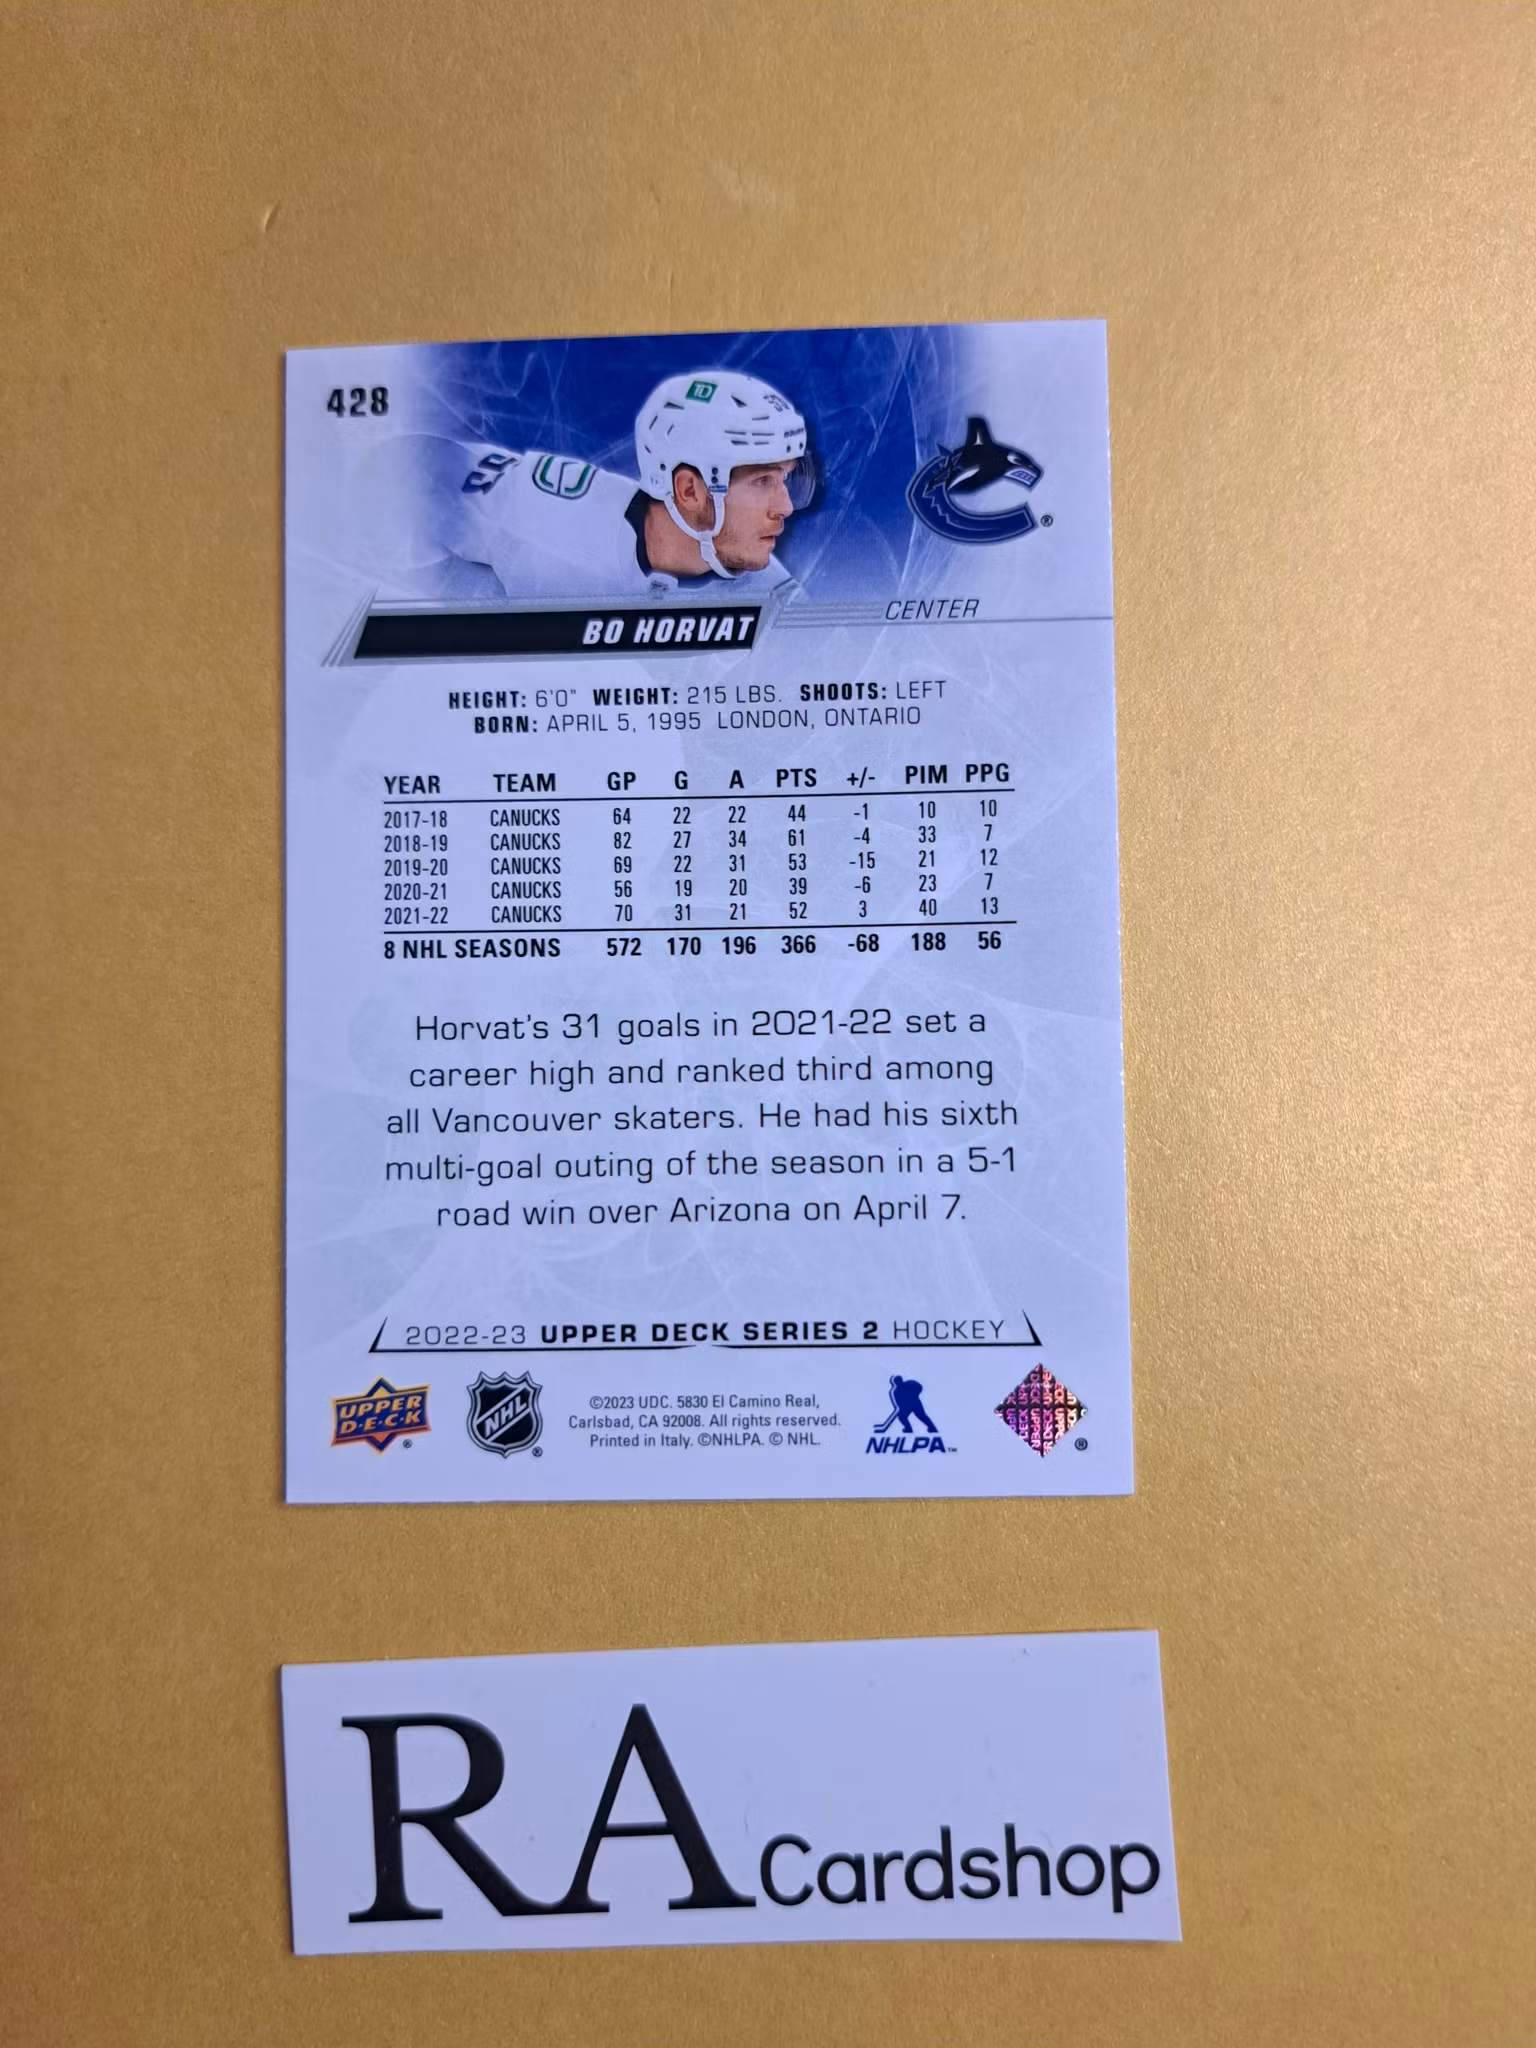 428
TD
53
®
BO HORVAT
CENTER
HEIGHT: 6'0" WEIGHT: 215 LBS. SHOOTS: LEFT
BORN: APRIL 5, 1995 LONDON, ONTARIO
YEAR TEAM GP G A PTS +/- PIM PPG
2017-18 CANUCKS 64 22 22 44 -1 10 10
2018-19 CANUCKS 82 27 34 61 -4 33 7
2019-20 CANUCKS 69 22 31 53 -15 21 12
2020-21 CANUCKS 56 19 20 39 -6 23 7
2021-22 CANUCKS 70 31 21 52 3 40 13
8 NHL SEASONS 572 170 196 366 -68 188 56
Horvat's 31 goals in 2021-22 set a
career high and ranked third among
all Vancouver skaters. He had his sixth
multi-goal outing of the season in a 5-1
road win over Arizona on April 7.
2022-23 UPPER DECK SERIES 2 HOCKEY
UPPER
D·E·C·K
®
NHL
®
©2023 UDC. 5830 El Camino Real,
Carlsbad, CA 92008. All rights reserved.
Printed in Italy. ©NHLPA. © NHL.
NHLPA™
®
RA Cardshop